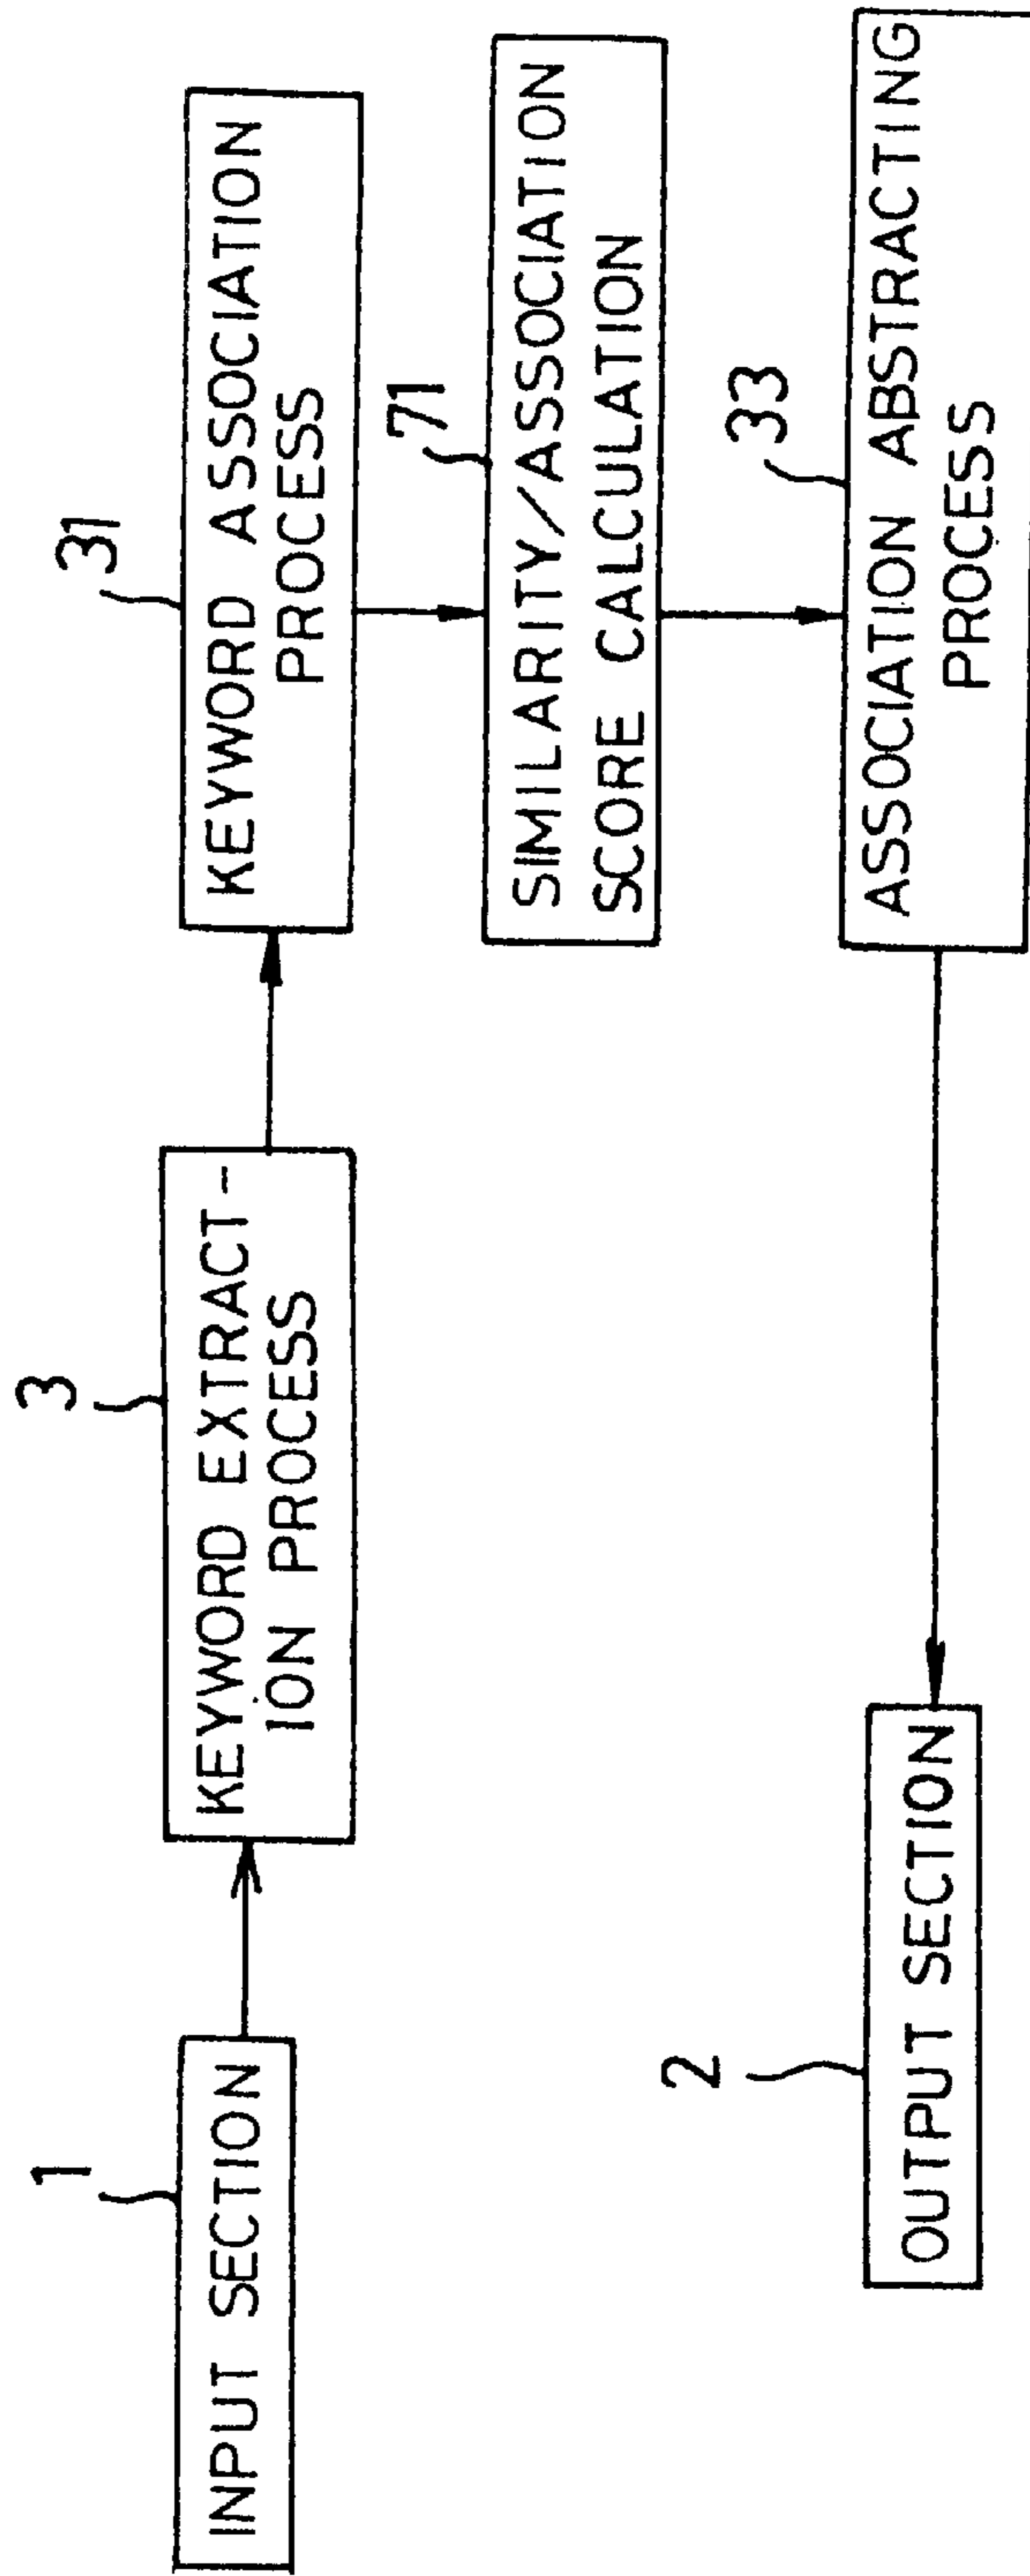 1
INPUT SECTION
3
KEYWORD EXTRACT-
ION PROCESS
31
KEYWORD ASSOCIATION
PROCESS
71
SIMILARITY/ASSOCIATION
SCORE CALCULATION
33
ASSOCIATION ABSTRACTING
PROCESS
2
OUTPUT SECTION